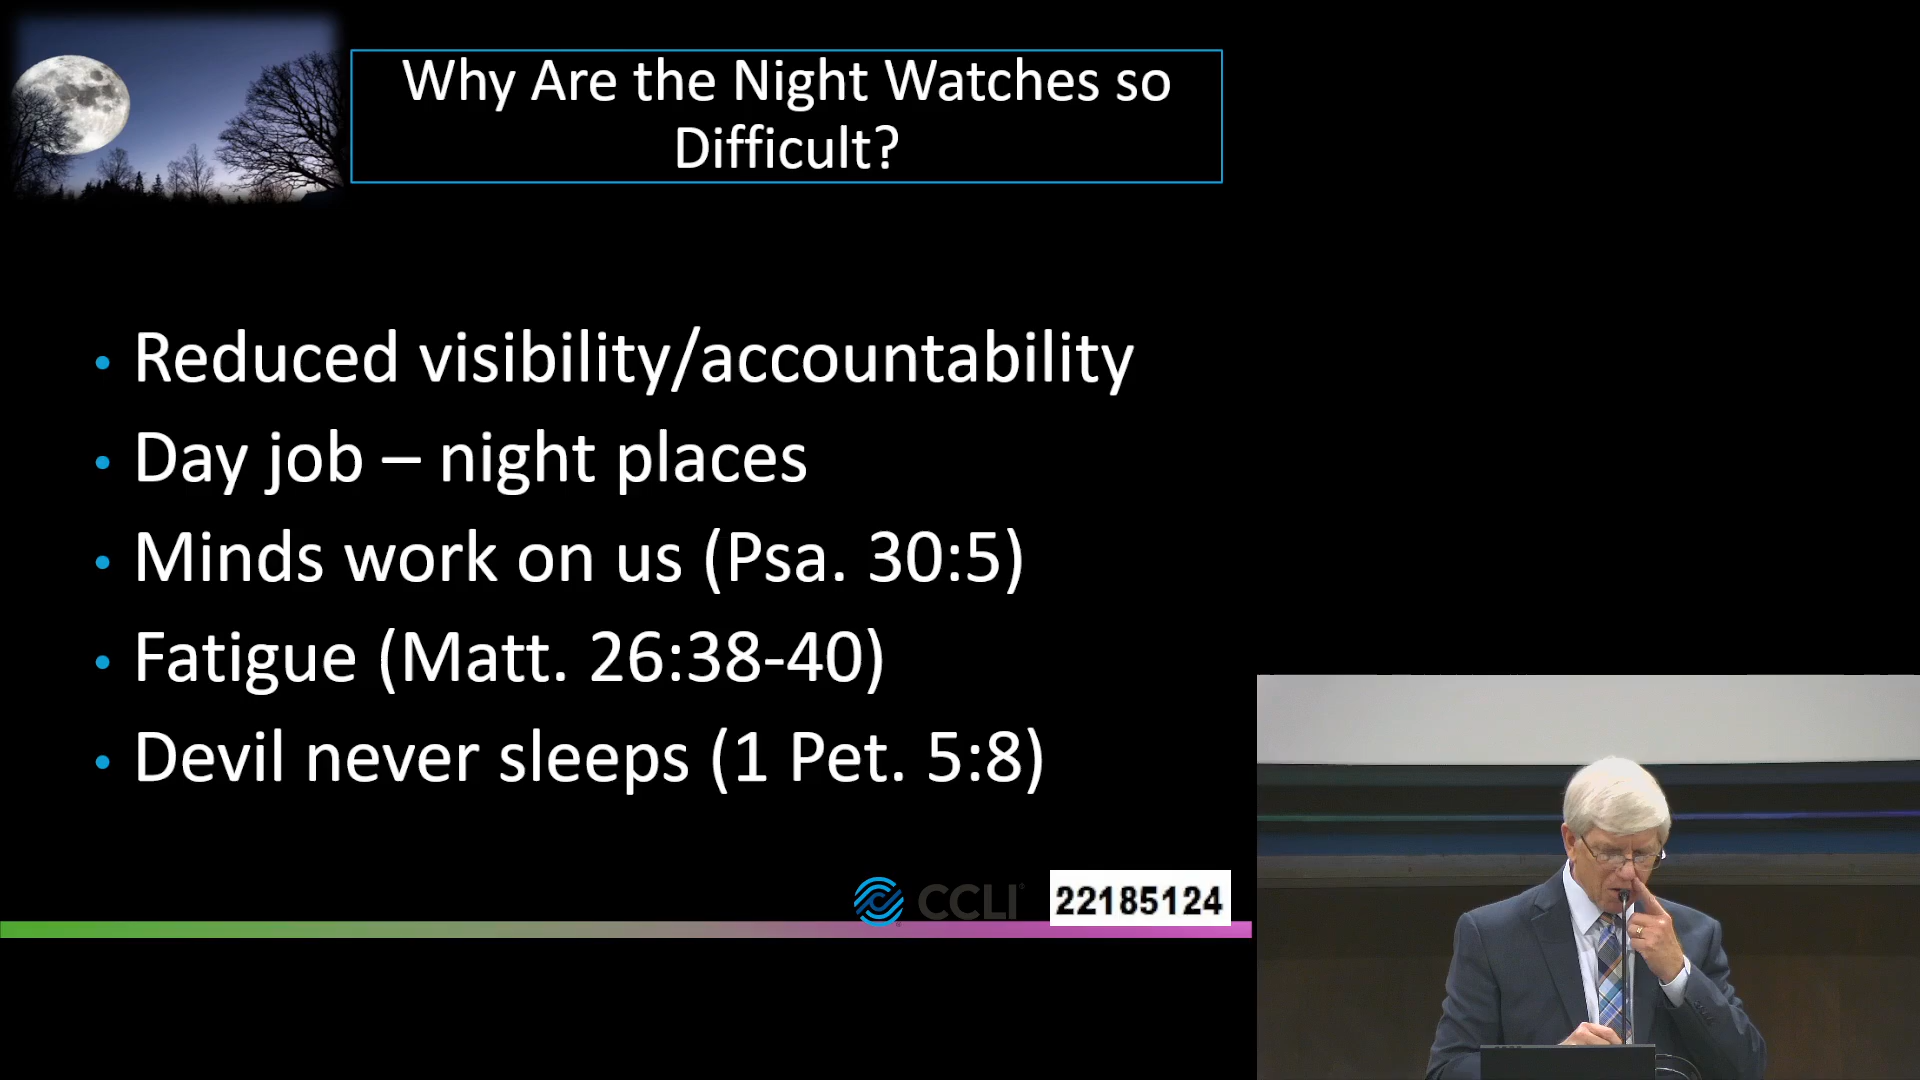 Why Are the Night Watches so
Difficult?
• Reduced visibility/accountability
• Day job – night places
• Minds work on us (Psa. 30:5)
• Fatigue (Matt. 26:38-40)
• Devil never sleeps (1 Pet. 5:8)
CCLI
22185124